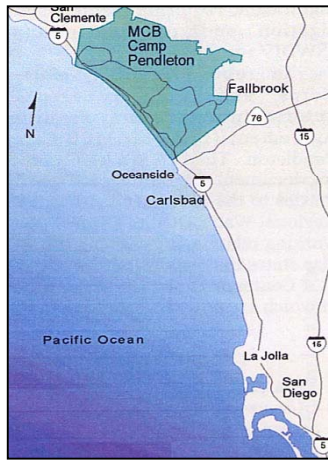 San
Clemente
5
MCB
Camp
Pendleton
Fallbrook
76
15
N
Oceanside
5
Carlsbad
Pacific Ocean
15
La Jolla
San
Diego
5